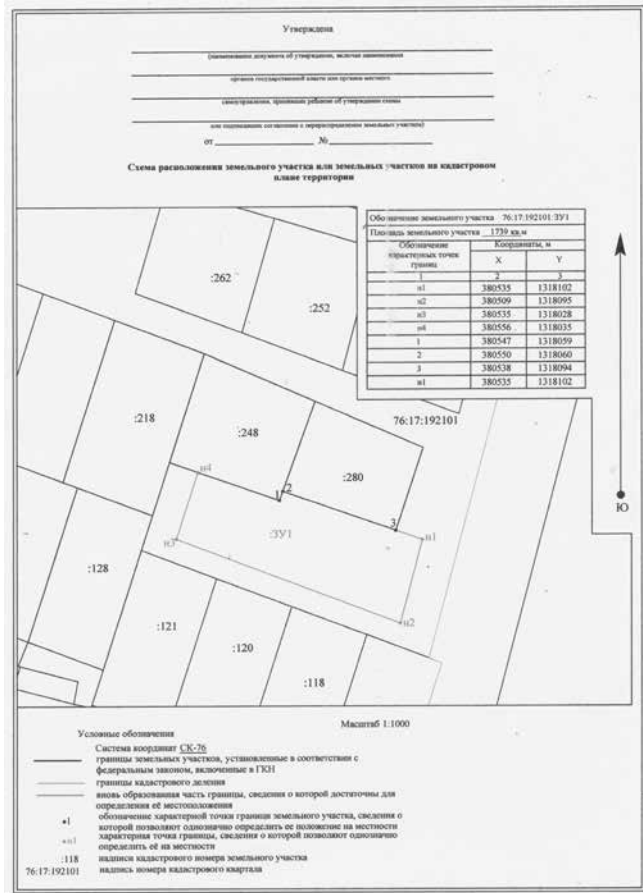 Утверждена
(наименование документа об утверждении, включая наименования
органов государственной власти или органов местного
самоуправления, принявших решение об утверждении схемы
или подписавших соглашение о перераспределении земельных участков)
от №
Схема расположения земельного участка или земельных участков на кадастровом
плане территории
Обозначение земельного участка 76:17:192101:ЗУ1
Площадь земельного участка 1739 кв.м
Обозначение характерных точек границ Координаты, м
X Y
1 2 3
н1 380535 1318102
н2 380509 1318095
н3 380535 1318028
н4 380556 1318035
1 380547 1318059
2 380550 1318060
3 380538 1318094
н1 380535 1318102
:262
:252
76:17:192101
:218
:248
:280
н4
1
2
3
н1
:ЗУ1
н3
н2
Ю
:128
:121
:120
:118
Масштаб 1:1000
Условные обозначения
Система координат СК-76
границы земельных участков, установленные в соответствии с
федеральным законом, включенные в ГКН
границы кадастрового деления
вновь образованная часть границы, сведения о которой достаточны для
определения её местоположения
•1 обозначение характерной точки границы земельного участка, сведения о
которой позволяют однозначно определить ее положение на местности
•н1 характерная точка границы, сведения о которой позволяют однозначно
определить её на местности
:118 надписи кадастрового номера земельного участка
76:17:192101 надпись номера кадастрового квартала